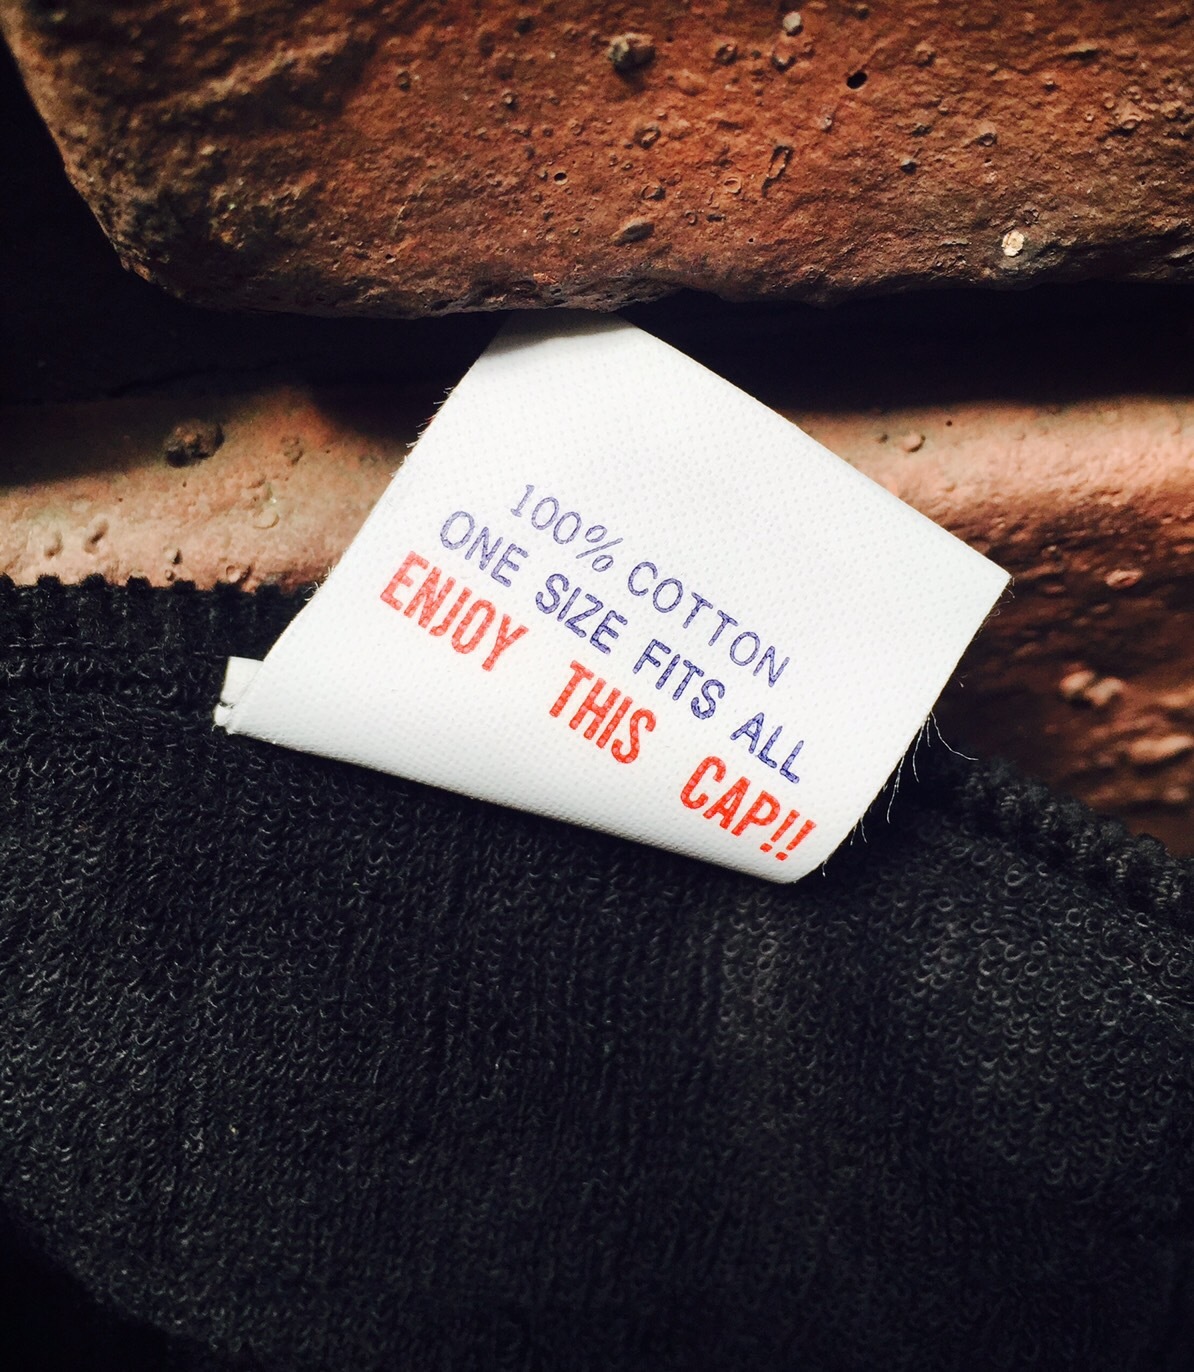 100% COTTON
ONE SIZE FITS ALL
ENJOY THIS CAP!!